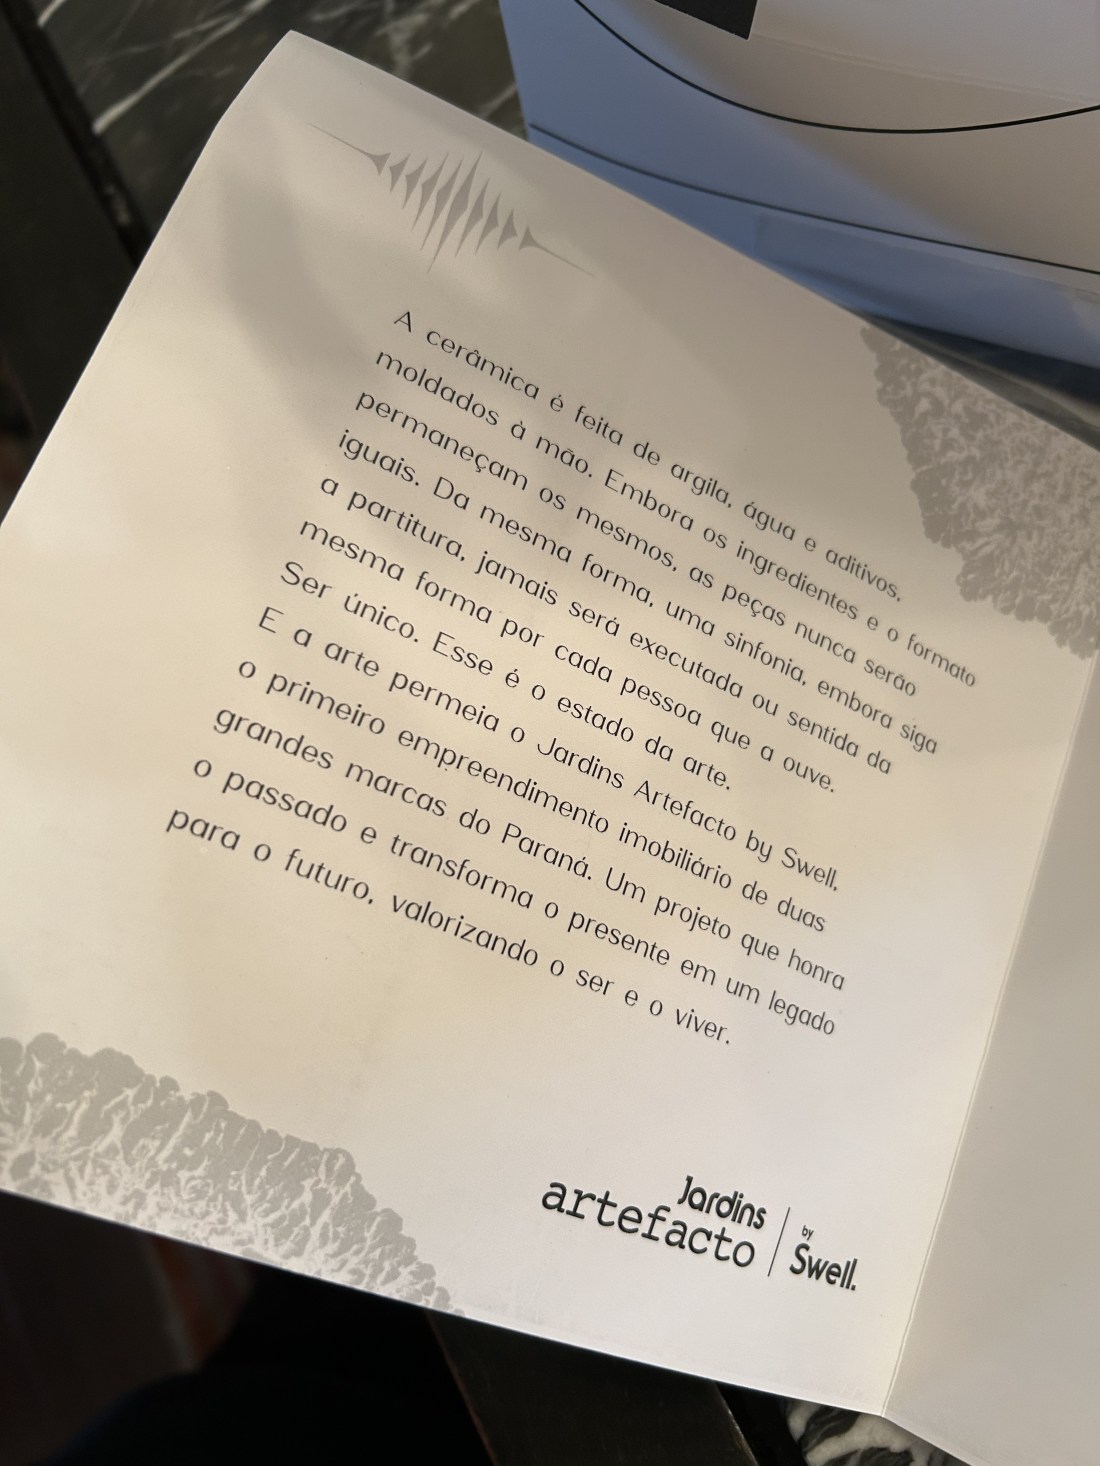 A cerâmica é feita de argila, água e aditivos,
moldados à mão. Embora os ingredientes e o formato
permaneçam os mesmos, as peças nunca serão
iguais. Da mesma forma, uma sinfonia, embora siga
a partitura, jamais será executada ou sentida da
mesma forma por cada pessoa que a ouve.
Ser único. Esse é o estado da arte.
E a arte permeia o Jardins Artefacto by Swell,
o primeiro empreendimento imobiliário de duas
grandes marcas do Paraná. Um projeto que honra
o passado e transforma o presente em um legado
para o futuro, valorizando o ser e o viver.
Jardins
artefacto
by
Swell.